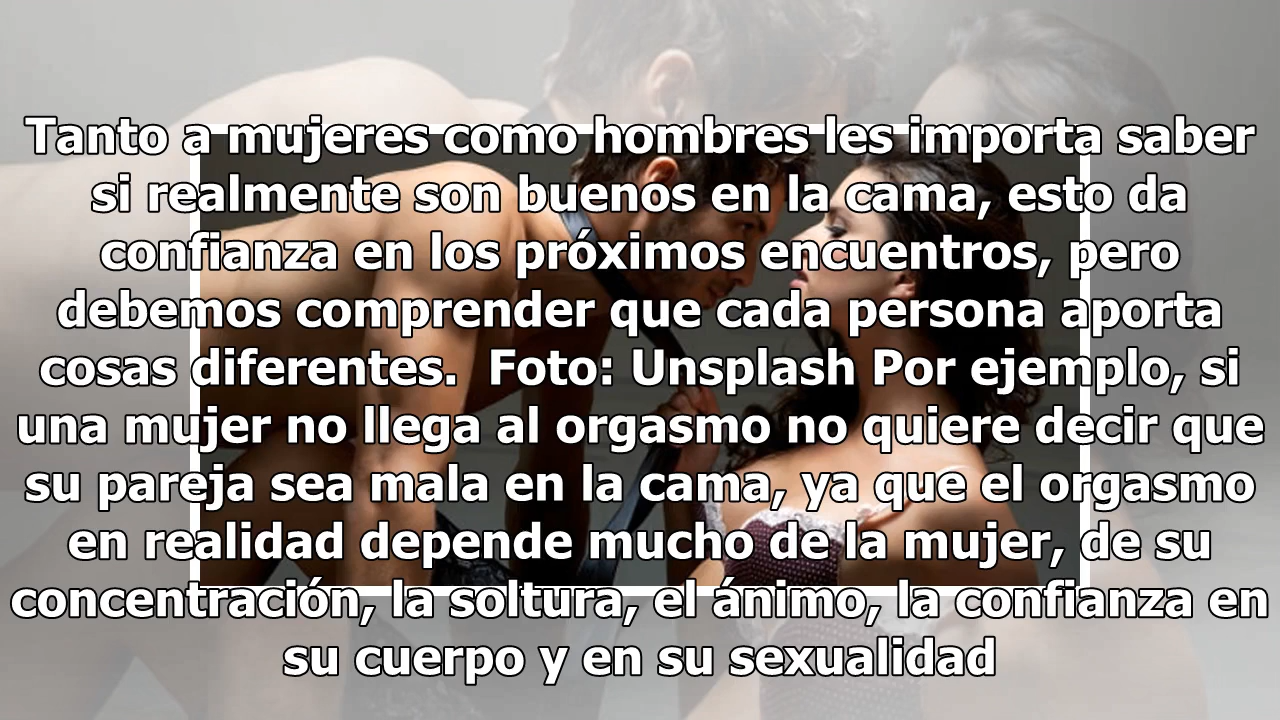 Tanto a mujeres como hombres les importa saber
si realmente son buenos en la cama, esto da
confianza en los próximos encuentros, pero
debemos comprender que cada persona aporta
cosas diferentes.  Foto: Unsplash Por ejemplo, si
una mujer no llega al orgasmo no quiere decir que
su pareja sea mala en la cama, ya que el orgasmo
en realidad depende mucho de la mujer, de su
concentración, la soltura, el ánimo, la confianza en
su cuerpo y en su sexualidad